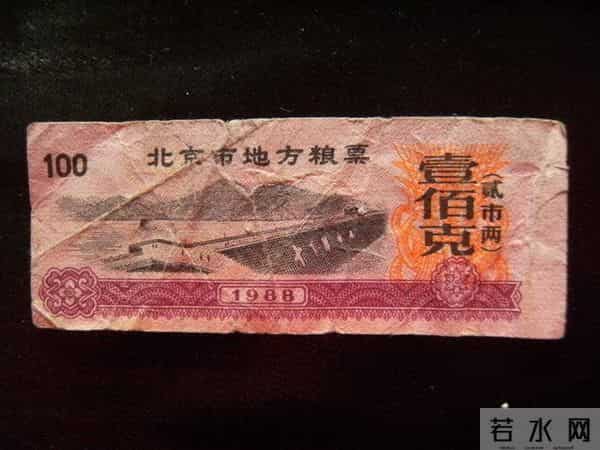 100
北京市地方粮票
壹佰克
(贰市两)
1988
若水网